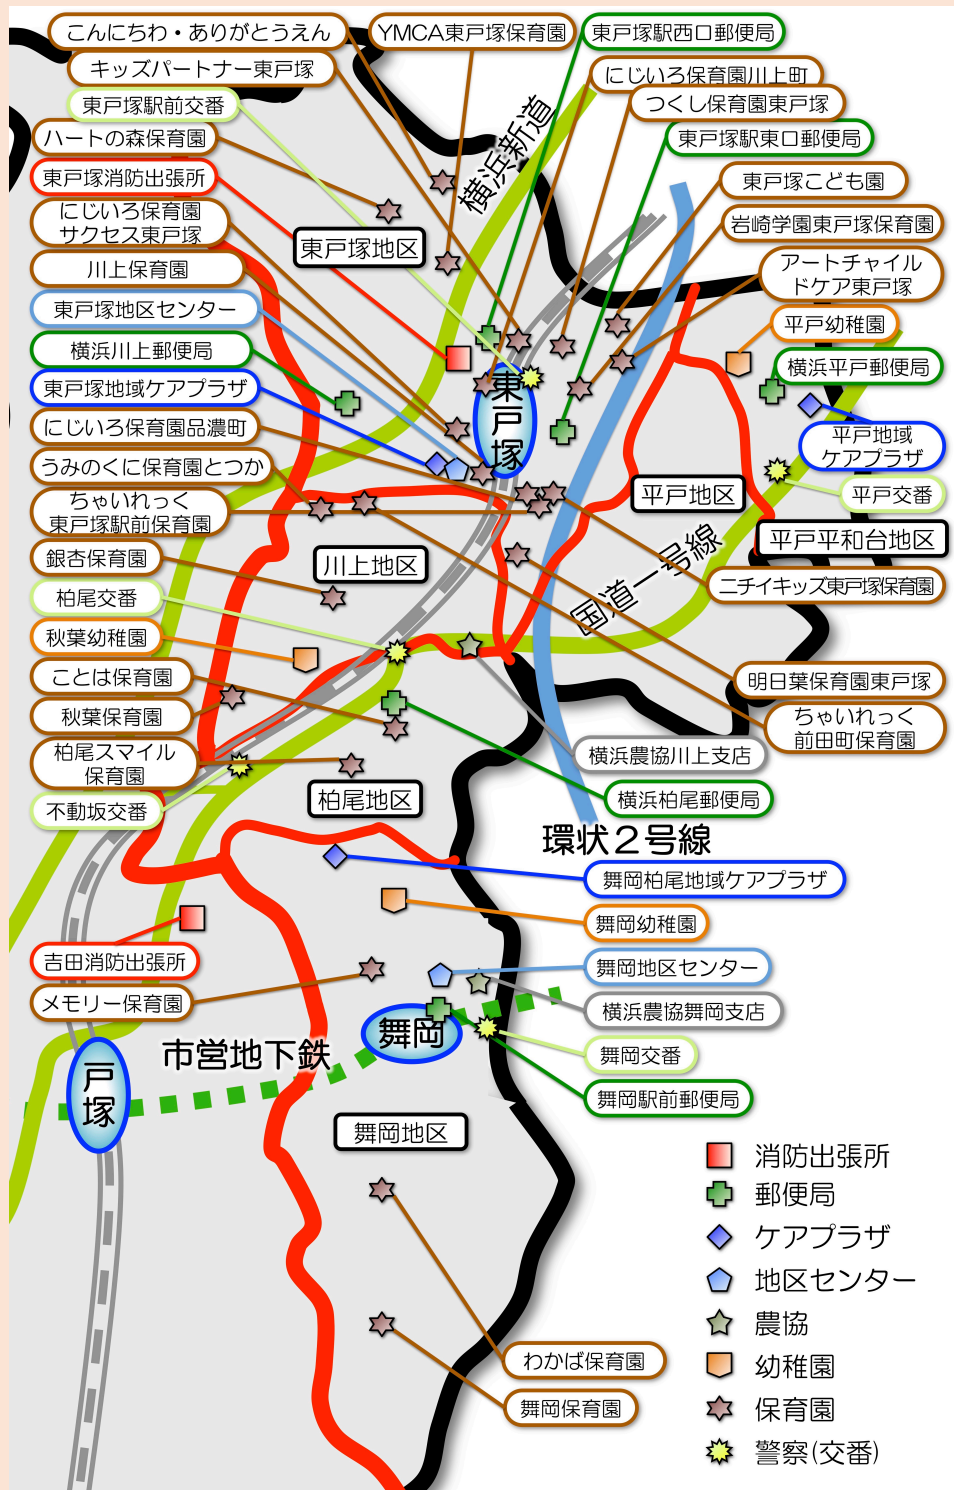 こんにちわ・ありがとうえん
YMCA東戸塚保育園
東戸塚駅西口郵便局
キッズパートナー東戸塚
にじいろ保育園川上町
東戸塚駅前交番
つくし保育園東戸塚
ハートの森保育園
東戸塚駅東口郵便局
横浜新道
東戸塚消防出張所
東戸塚こども園
にじいろ保育園
サクセス東戸塚
岩崎学園東戸塚保育園
東戸塚地区
川上保育園
アートチャイル
ドケア東戸塚
東戸塚地区センター
平戸幼稚園
横浜川上郵便局
横浜平戸郵便局
東戸塚地域ケアプラザ
東戸塚
にじいろ保育園品濃町
平戸地域
ケアプラザ
うみのくに保育園とつか
平戸地区
平戸交番
ちゃいれっく
東戸塚駅前保育園
平戸平和台地区
銀杏保育園
川上地区
国道一号線
ニチイキッズ東戸塚保育園
柏尾交番
秋葉幼稚園
ことは保育園
明日葉保育園東戸塚
秋葉保育園
ちゃいれっく
前田町保育園
柏尾スマイル
保育園
横浜農協川上支店
柏尾地区
横浜柏尾郵便局
不動坂交番
環状2号線
舞岡柏尾地域ケアプラザ
舞岡幼稚園
吉田消防出張所
舞岡地区センター
メモリー保育園
横浜農協舞岡支店
舞岡
市営地下鉄
舞岡交番
戸塚
舞岡駅前郵便局
舞岡地区
消防出張所
郵便局
ケアプラザ
地区センター
農協
わかば保育園
幼稚園
舞岡保育園
保育園
警察(交番)